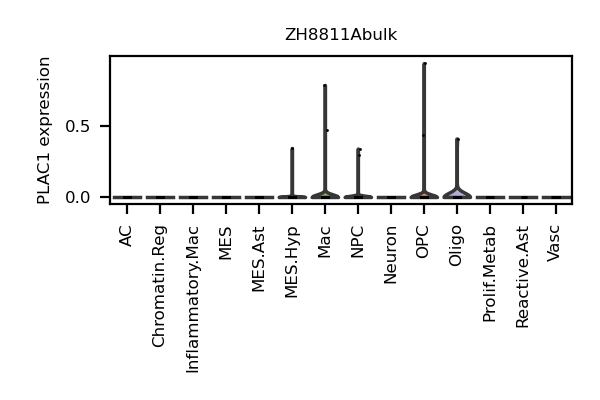 ZH8811Abulk
PLAC1 expression
0.5
0.0
AC
Chromatin.Reg
Inflammatory.Mac
MES
MES.Ast
MES.Hyp
Mac
NPC
Neuron
OPC
Oligo
Prolif.Metab
Reactive.Ast
Vasc